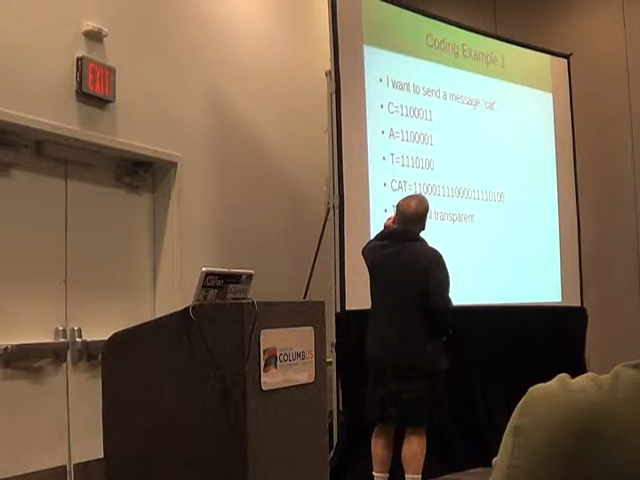 EXIT
Coding Example 1
• I want to send a message "cat"
• C=1100011
• A=1100001
• T=1110100
• CAT=110001111000011110100
transparent
COLUMBUS